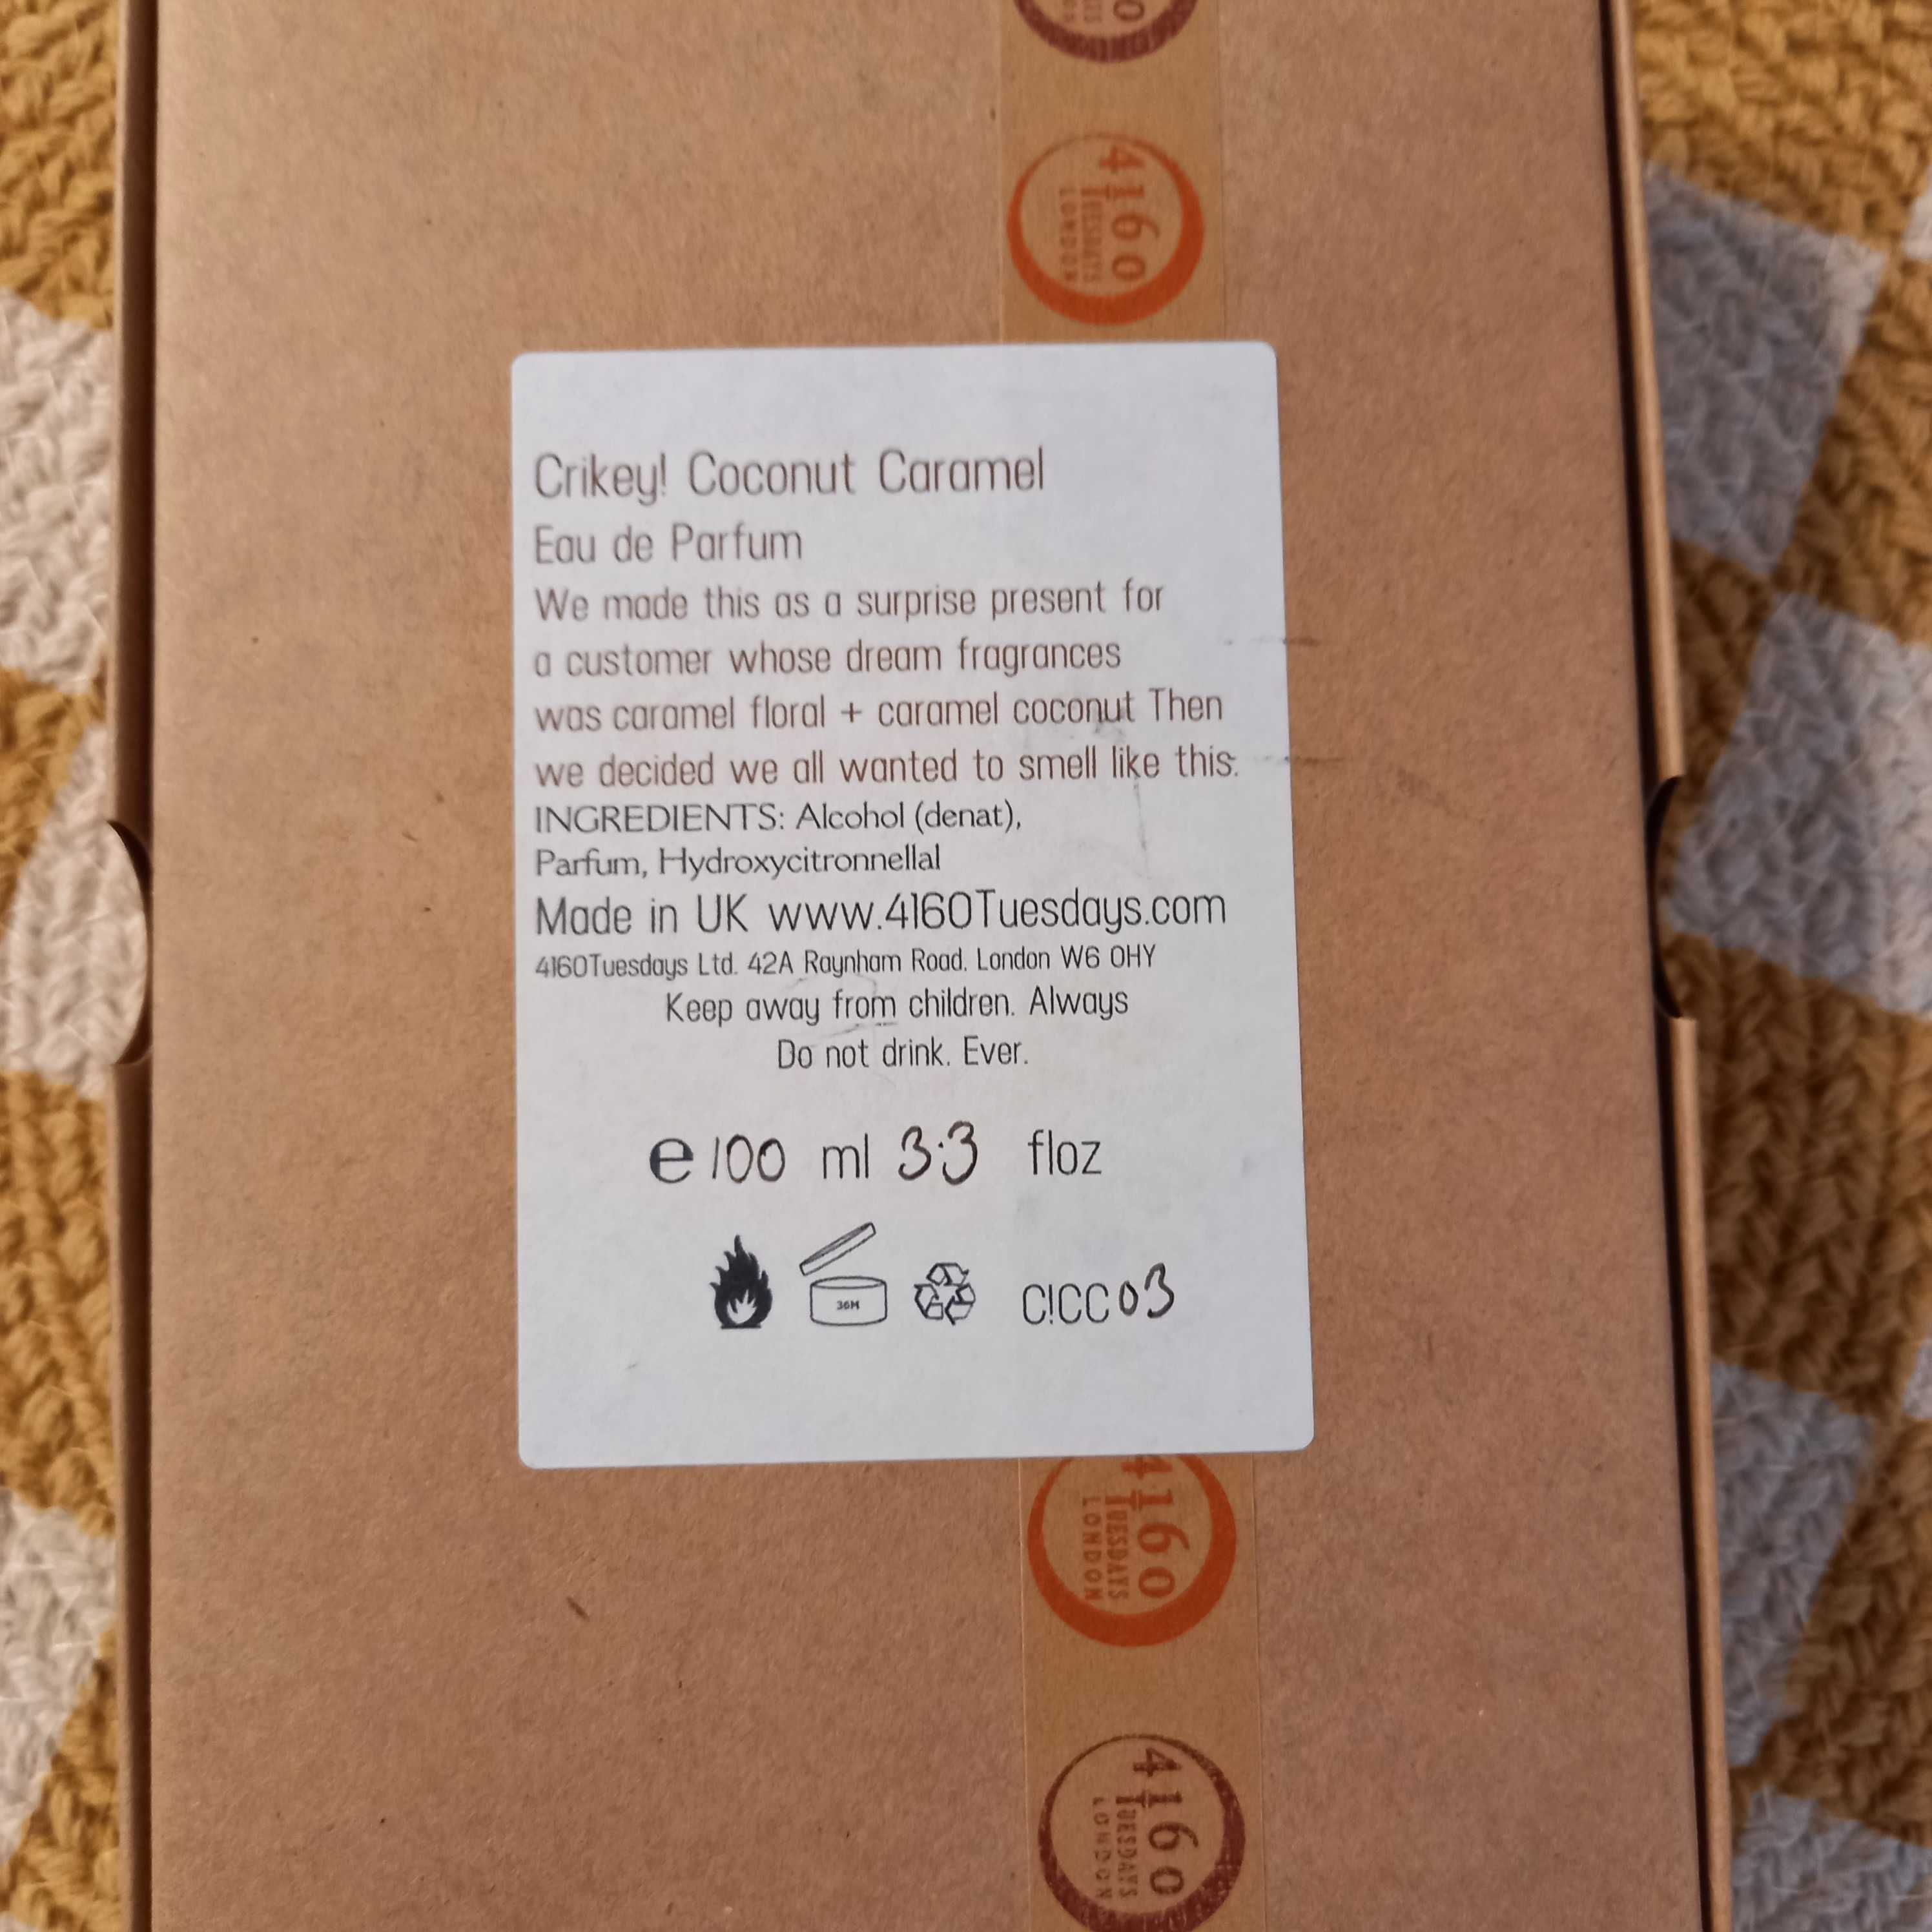 4160
TUESDAYS
LONDON
Crikey! Coconut Caramel
Eau de Parfum
We made this as a surprise present for
a customer whose dream fragrances
was caramel floral + caramel coconut Then
we decided we all wanted to smell like this.
INGREDIENTS: Alcohol (denat),
Parfum, Hydroxycitronnellal
Made in UK www.4160Tuesdays.com
4160Tuesdays Ltd. 42A Raynham Road. London W6 0HY
Keep away from children. Always
Do not drink. Ever.
e 100 ml 3.3 floz
36M
C!CC03
4160
TUESDAYS
LONDON
4160
TUESDAYS
LONDON